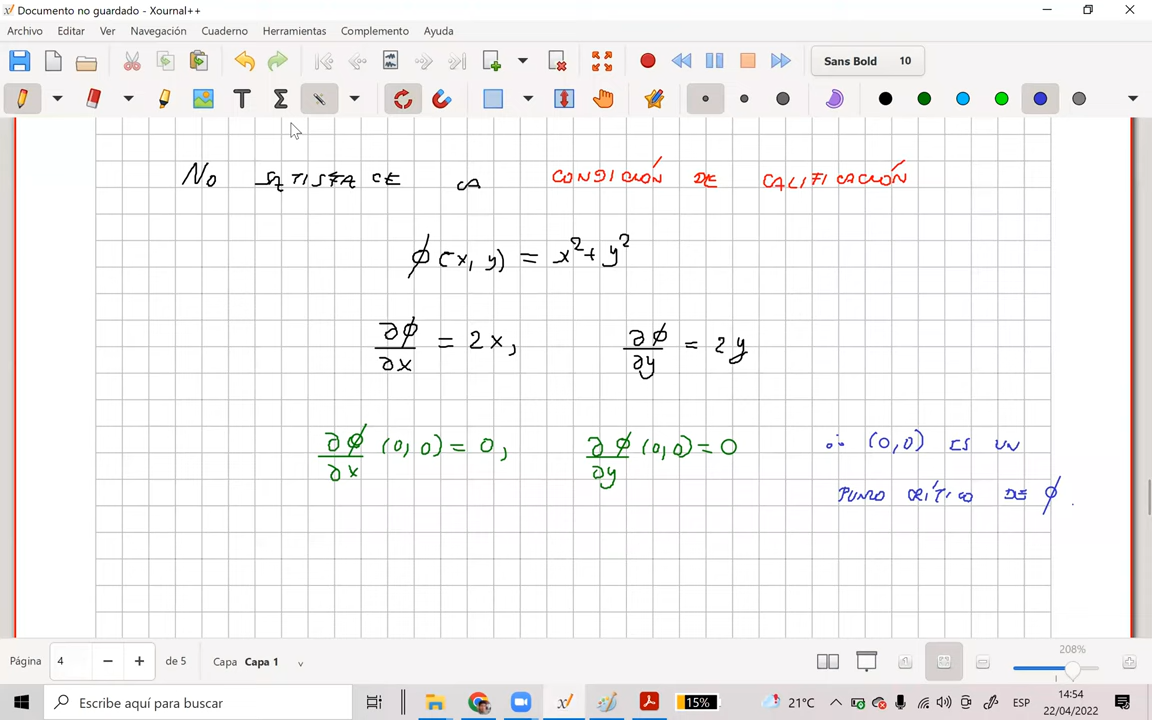 Documento no guardado - Xournal++
Archivo Editar Ver Navegación Cuaderno Herramientas Complemento Ayuda
Sans Bold 10
NO SATISFACE LA CONDICIÓN DE CALIFICACIÓN
ϕ(x, y) = x² + y²
∂ϕ/∂x = 2x, ∂ϕ/∂y = 2y
∂ϕ/∂x (0, 0) = 0, ∂ϕ/∂y (0, 0) = 0 ∴ (0, 0) ES UN
PUNTO CRÍTICO DE ϕ.
Página 4 de 5 Capa Capa 1 208%
Escribe aquí para buscar 15% 21°C ESP 14:54
22/04/2022